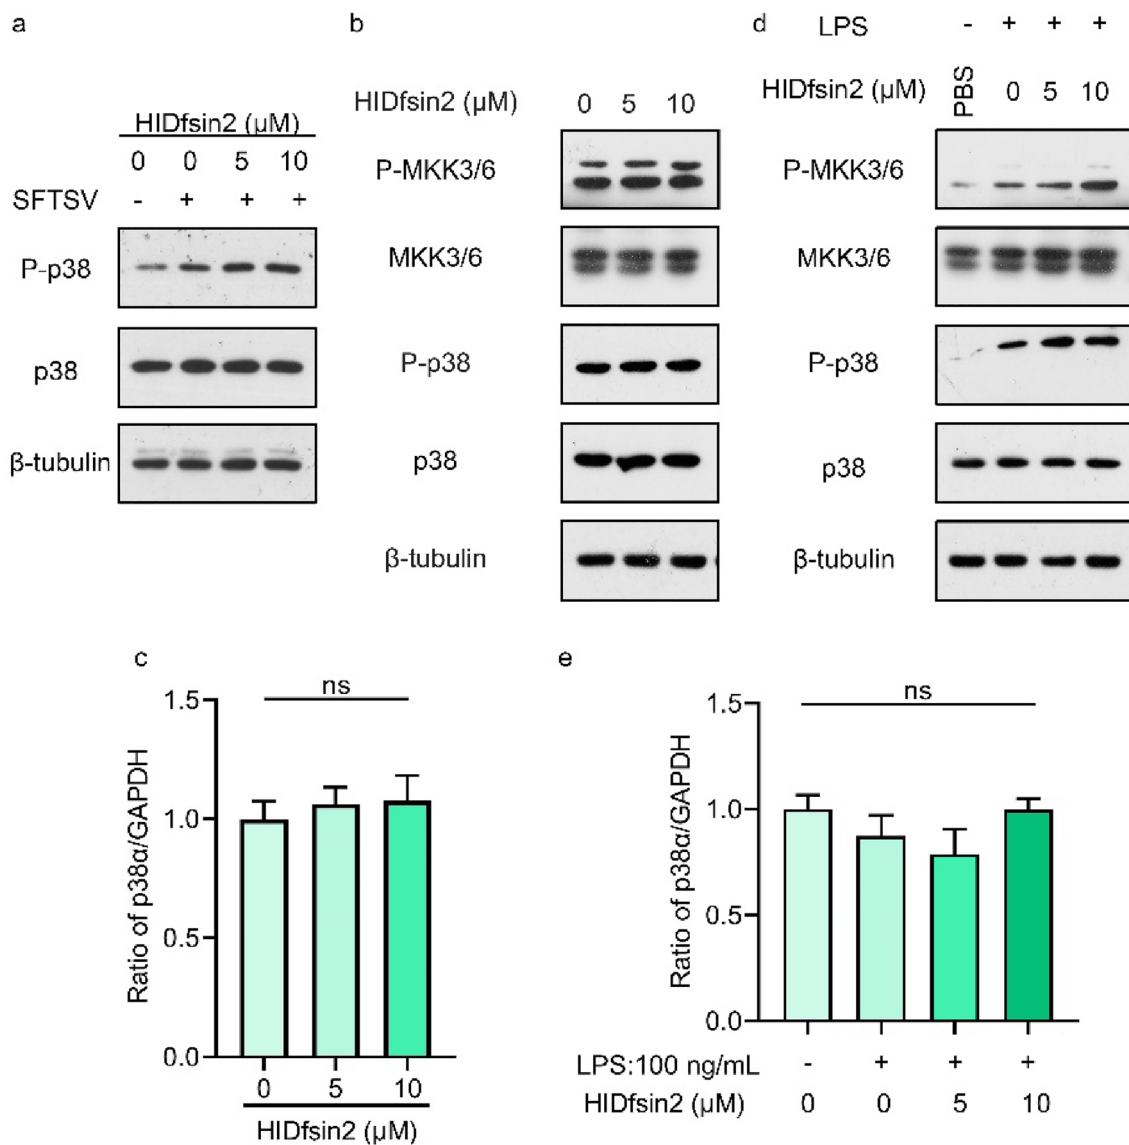 a
HIDfsin2 (µM)
0 0 5 10
SFTSV - + + +
P-p38
p38
β-tubulin
b
HIDfsin2 (µM) 0 5 10
P-MKK3/6
MKK3/6
P-p38
p38
β-tubulin
d LPS - + + +
HIDfsin2 (µM) PBS 0 5 10
P-MKK3/6
MKK3/6
P-p38
p38
β-tubulin
c
ns
Ratio of p38α/GAPDH
1.5
1.0
0.5
0.0
0 5 10
HIDfsin2 (µM)
e
ns
Ratio of p38α/GAPDH
1.5
1.0
0.5
0.0
LPS:100 ng/mL - + + +
HIDfsin2 (µM) 0 0 5 10